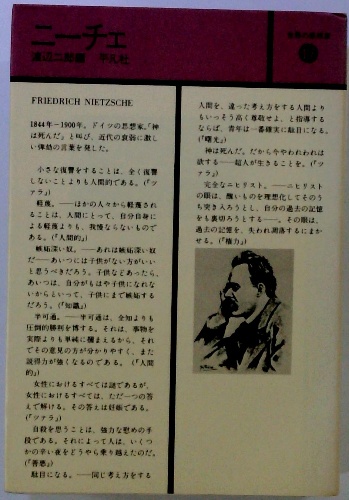 ニーチェ
渡辺二郎編 平凡社
FRIEDRICH NIETZSCHE
1844年―1900年。ドイツの思想家。「神
は死んだ」と叫び、近代の衰弱に激し
い弾劾の言葉を発した。
小さな復讐をすることは、全く復讐
しないことよりも人間的である。(『ツ
ァラ』)
軽蔑。――ほかの人々から軽蔑され
ることは、人間にとって、自分自身に
よる軽蔑よりも、我慢ならないもので
ある。(『人間的』)
嫉妬深い奴。――あれは嫉妬深い奴
だ――あいつには子供がない方がいい
と思うべきだろう。子供などあったら、
あいつは、自分がもはや子供になれな
いからといって、子供にまで嫉妬する
だろう。(『知識』)
半可通。――半可通は、全知よりも
圧倒的勝利を博する。それは、事物を
実際よりも単純に捕まえるから、それ
でその意見の方が分かりやすく、また
説得力が強くなるのである。(『人間
的』)
女性におけるすべては謎であるが、
女性におけるすべては、ただ一つの答
えで解ける。その答えは妊娠である。
(『ツァラ』)
自殺を思うことは、強力な慰めの手
段である。それによって人は、いくつ
かの辛い夜をどうやら乗り越えたのだ。
(『善悪』)
駄目になる。――同じ考え方をする
人間を、違った考え方をする人間より
もいっそう高く尊敬せよ、と指導する
ならば、青年は一番確実に駄目になる。
(『曙光』)
神は死んだ。だから今やわれわれは
欲する――超人が生きることを。(『ツ
ァラ』)
完全なニヒリスト。――ニヒリスト
の眼は、醜いものを理想化してそのう
ち突き入ろうとし、自分の過去の記憶
をも裏切ろうとする――。その眼は、
過去の記憶を、失われ凋落するにまか
せる。(『権力』)